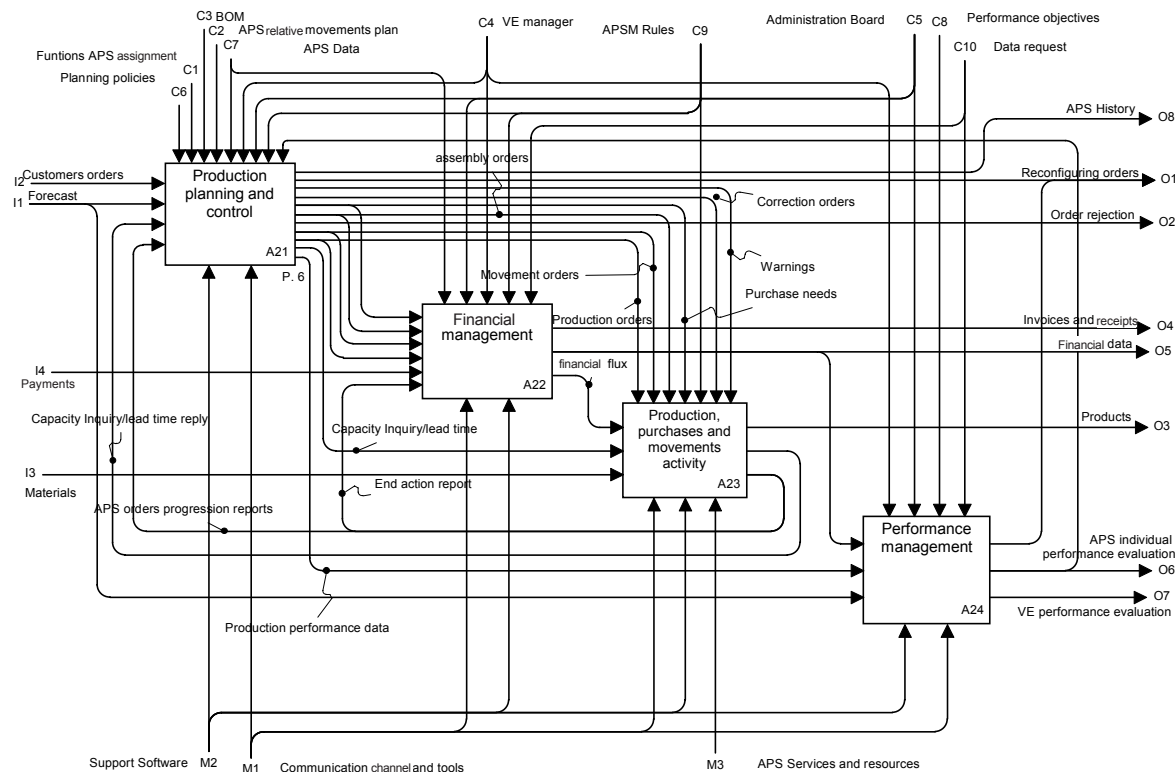 C3 BOM
C2 APS relative movements plan
C7 APS Data
C4 VE manager
APSM Rules C9
Administration Board C5
C8 Performance objectives
C10 Data request
Funtions APS assignment C1
Planning policies
C6
APS History O8
assembly orders
I2 Customers orders
I1 Forecast
Production
planning and
control
A21
P. 6
Reconfiguring orders O1
Correction orders
Order rejection O2
Movement orders
Warnings
Purchase needs
Financial
management
A22
Production orders
Invoices and receipts O4
Financial data O5
financial flux
I4
Payments
Capacity Inquiry/lead time reply
Capacity Inquiry/lead time
Production,
purchases and
movements
activity
A23
Products O3
I3
Materials
End action report
APS orders progression reports
Performance
management
A24
APS individual
performance evaluation
O6
O7
VE performance evaluation
Production performance data
Support Software M2
M1 Communication channel and tools
M3 APS Services and resources